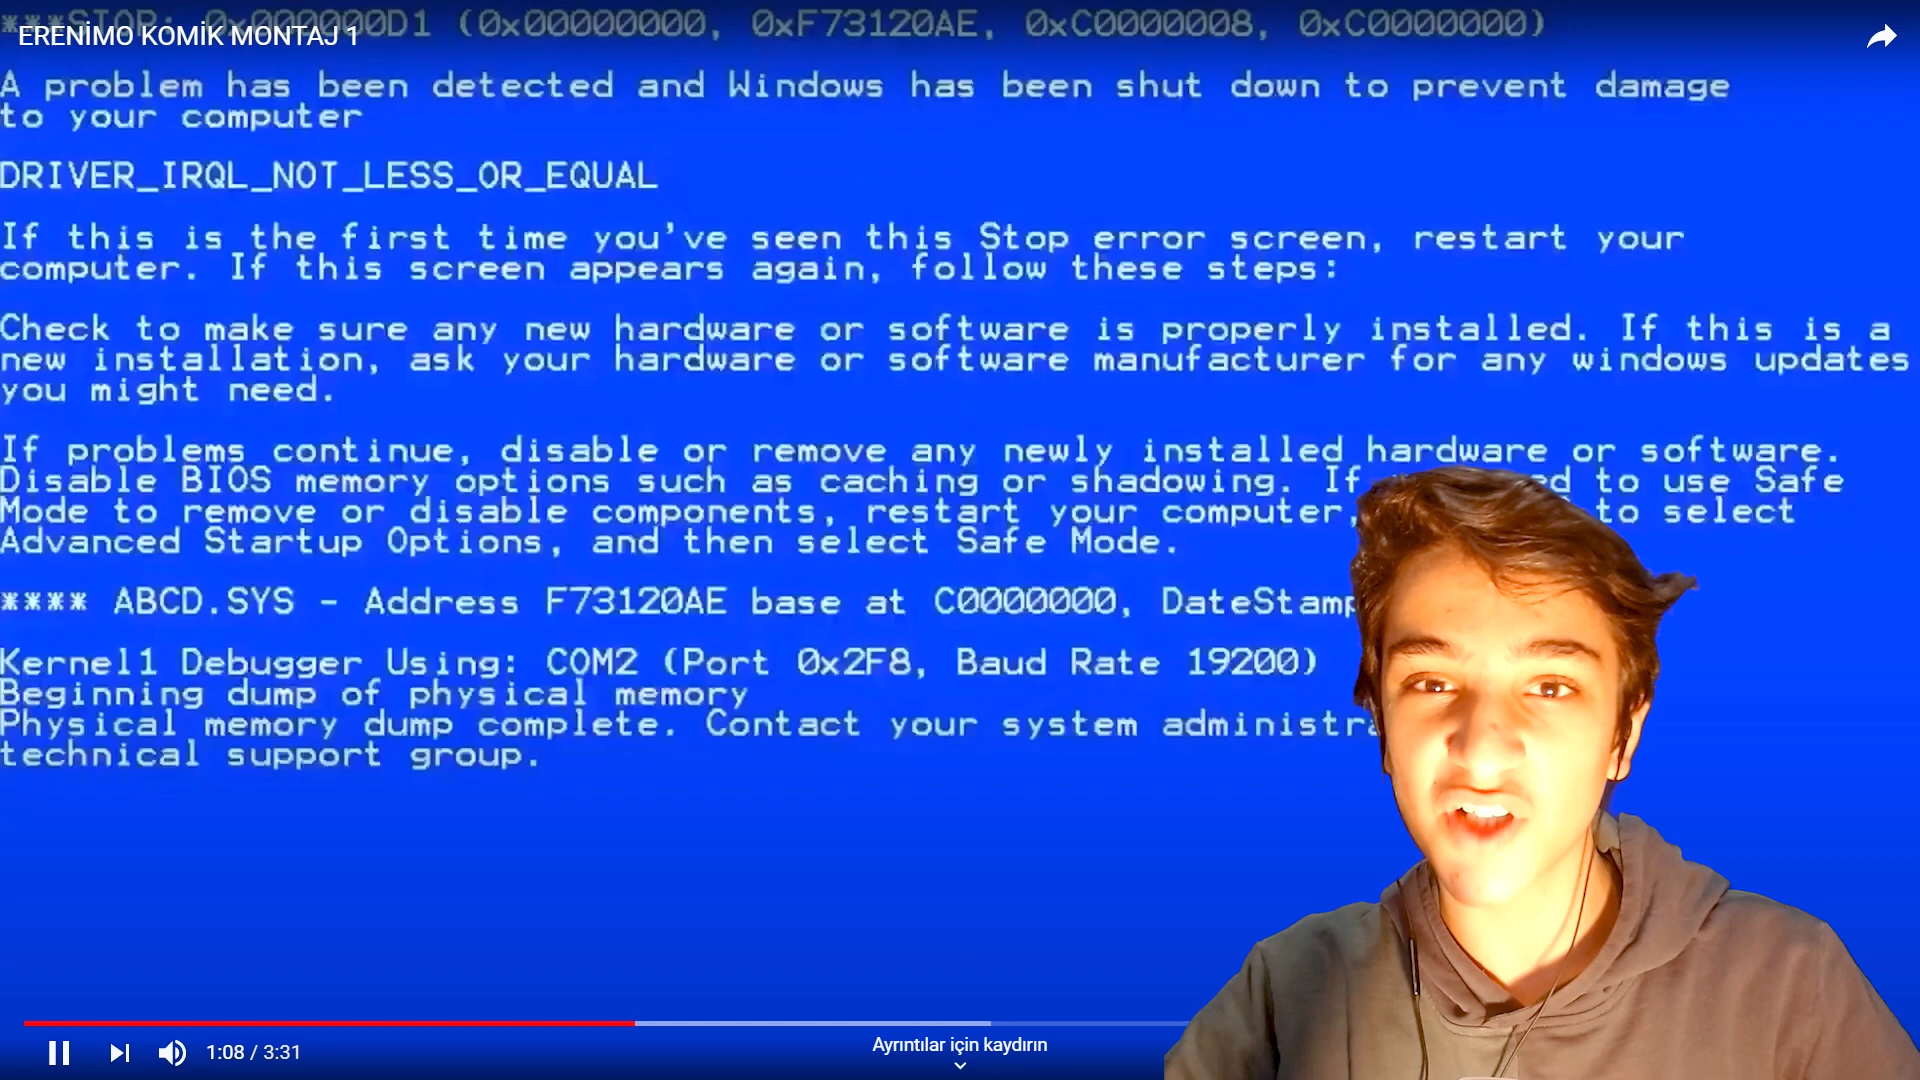 ***STOP: 0x000000D1 (0x00000000, 0xF73120AE, 0xC0000008, 0xC0000000)
ERENİMO KOMİK MONTAJ 1
A problem has been detected and Windows has been shut down to prevent damage
to your computer
DRIVER_IRQL_NOT_LESS_OR_EQUAL
If this is the first time you've seen this Stop error screen, restart your
computer. If this screen appears again, follow these steps:
Check to make sure any new hardware or software is properly installed. If this is a
new installation, ask your hardware or software manufacturer for any windows updates
you might need.
If problems continue, disable or remove any newly installed hardware or software.
Disable BIOS memory options such as caching or shadowing. If to use Safe
Mode to remove or disable components, restart your computer, to select
Advanced Startup Options, and then select Safe Mode.
**** ABCD.SYS - Address F73120AE base at C0000000, DateStamp
Kernel1 Debugger Using: COM2 (Port 0x2F8, Baud Rate 19200)
Beginning dump of physical memory
Physical memory dump complete. Contact your system
technical support group.
Ayrıntılar için kaydırın
1:08 / 3:31